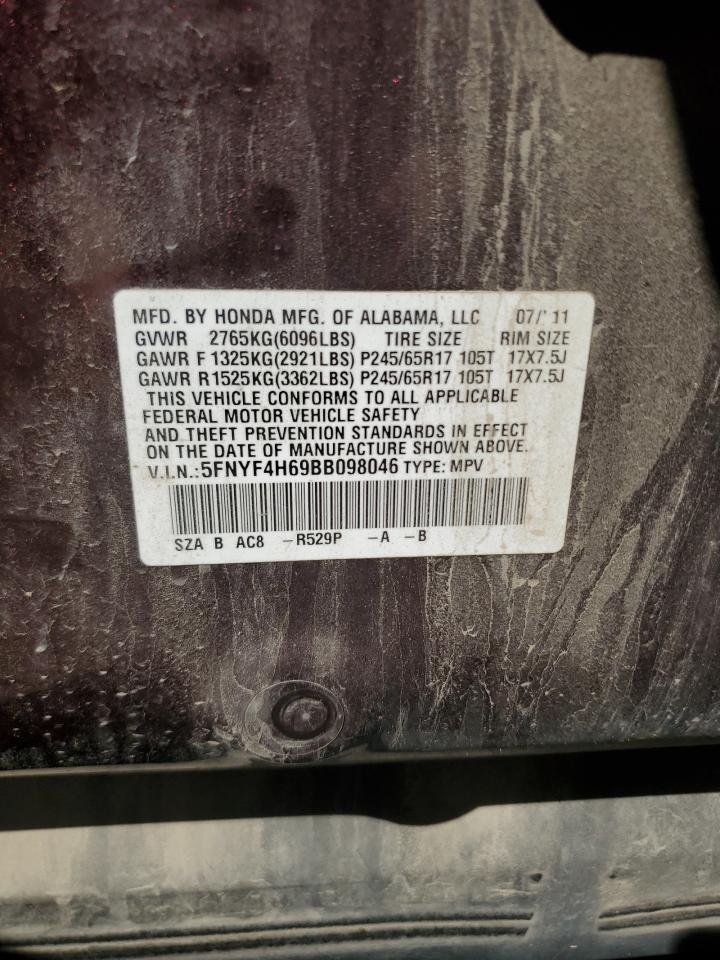 MFD. BY HONDA MFG. OF ALABAMA, LLC 07/'11
GVWR 2765KG(6096LBS) TIRE SIZE RIM SIZE
GAWR F 1325KG(2921LBS) P245/65R17 105T 17X7.5J
GAWR R 1525KG(3362LBS) P245/65R17 105T 17X7.5J
THIS VEHICLE CONFORMS TO ALL APPLICABLE
FEDERAL MOTOR VEHICLE SAFETY
AND THEFT PREVENTION STANDARDS IN EFFECT
ON THE DATE OF MANUFACTURE SHOWN ABOVE.
V.I.N.:5FNYF4H69BB098046 TYPE: MPV
SZA B AC8 -R529P -A -B